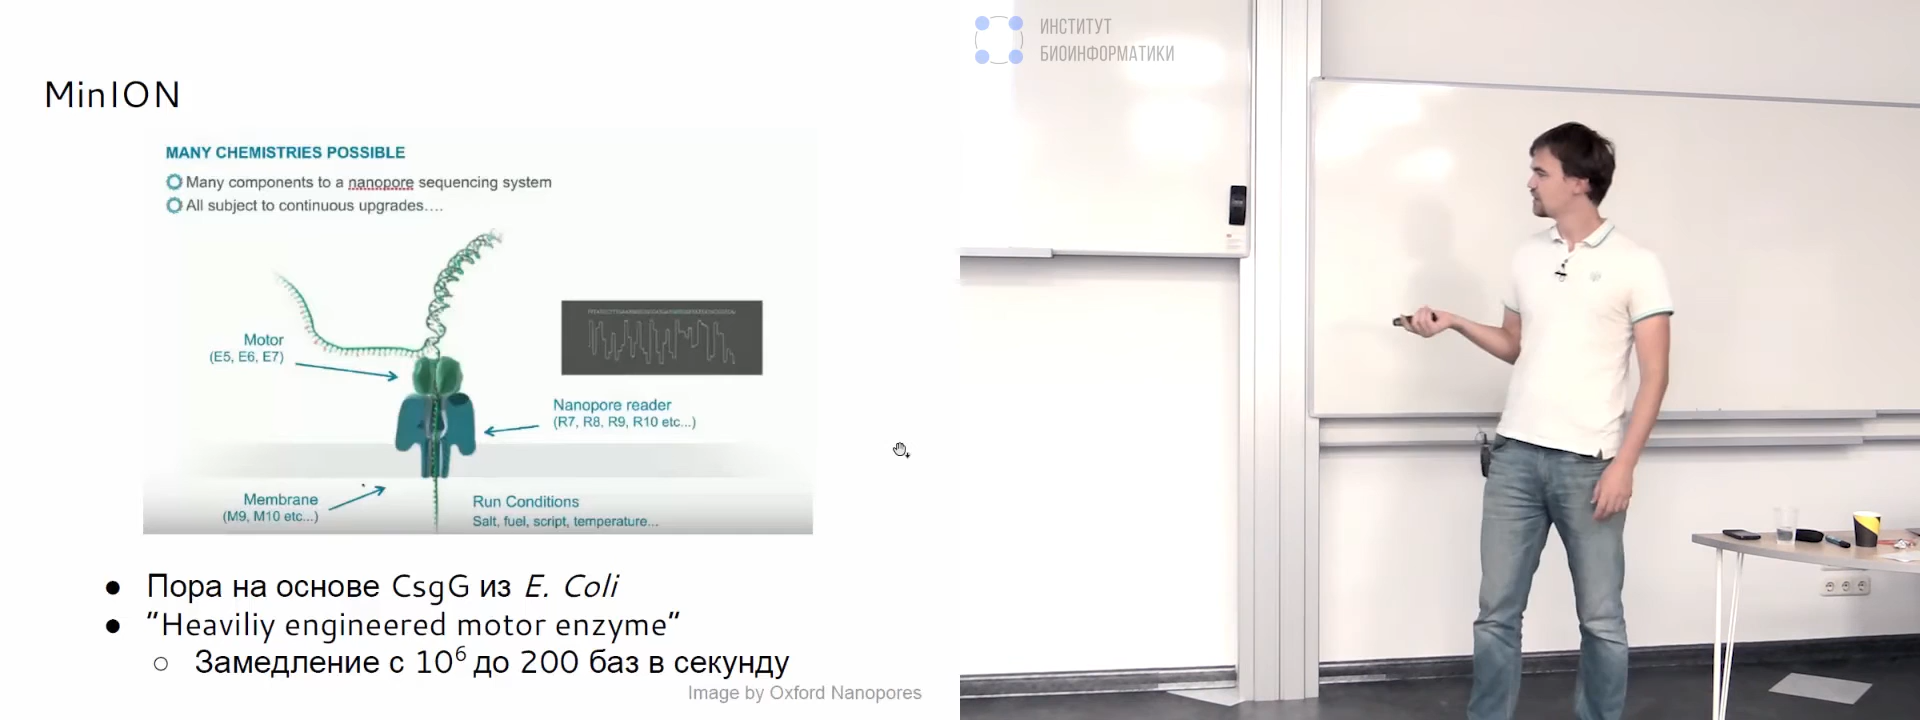 MinION
MANY CHEMISTRIES POSSIBLE
Many components to a nanopore sequencing system
All subject to continuous upgrades....
Motor
(E5, E6, E7)
Nanopore reader
(R7, R8, R9, R10 etc...)
Membrane
(M9, M10 etc...)
Run Conditions
Salt, fuel, script, temperature...
● Пора на основе CsgG из E. Coli
● "Heaviliy engineered motor enzyme"
○ Замедление с 10⁶ до 200 баз в секунду
Image by Oxford Nanopores
ИНСТИТУТ
БИОИНФОРМАТИКИ